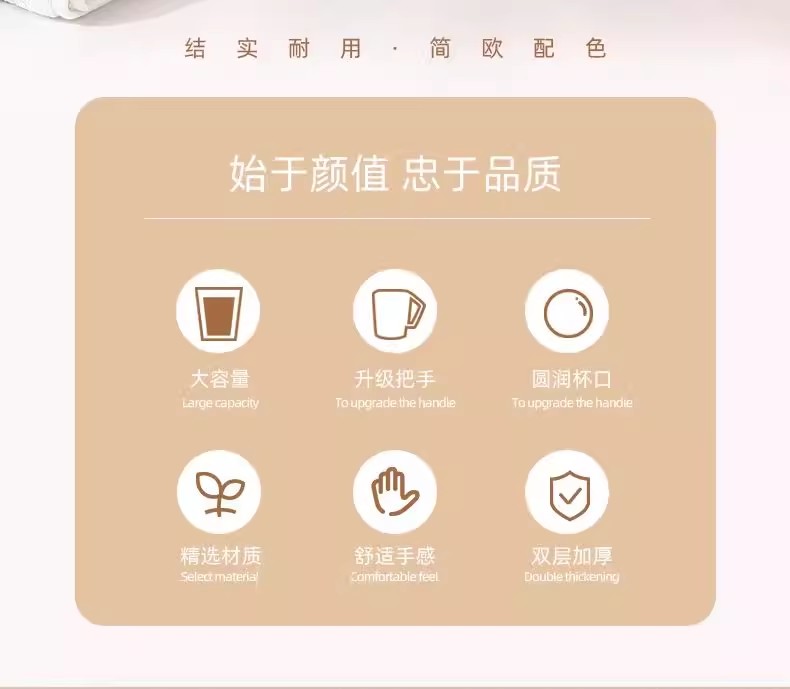 结实耐用·简欧配色
始于颜值 忠于品质
大容量
Large capacity
升级把手
To upgrade the handle
圆润杯口
To upgrade the handle
精选材质
Select material
舒适手感
Comfortable feel
双层加厚
Double thickening